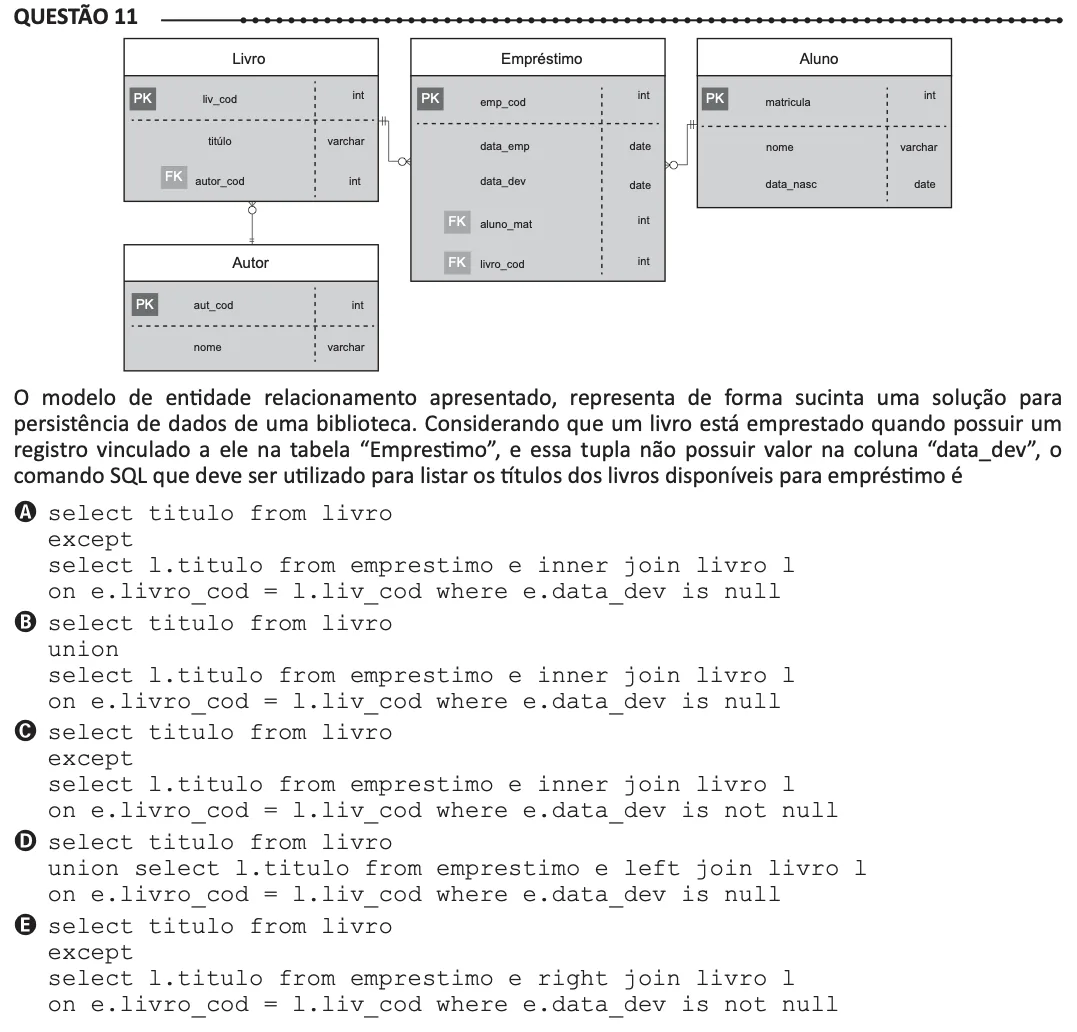 QUESTÃO 11
Livro
PK liv_cod int
titúlo varchar
FK autor_cod int
Empréstimo
PK emp_cod int
data_emp date
data_dev date
FK aluno_mat int
FK livro_cod int
Aluno
PK matricula int
nome varchar
data_nasc date
Autor
PK aut_cod int
nome varchar
O modelo de entidade relacionamento apresentado, representa de forma sucinta uma solução para
persistência de dados de uma biblioteca. Considerando que um livro está emprestado quando possuir um
registro vinculado a ele na tabela “Emprestimo”, e essa tupla não possuir valor na coluna “data_dev”, o
comando SQL que deve ser utilizado para listar os títulos dos livros disponíveis para empréstimo é
A select titulo from livro
except
select l.titulo from emprestimo e inner join livro l
on e.livro_cod = l.liv_cod where e.data_dev is null
B select titulo from livro
union
select l.titulo from emprestimo e inner join livro l
on e.livro_cod = l.liv_cod where e.data_dev is null
C select titulo from livro
except
select l.titulo from emprestimo e inner join livro l
on e.livro_cod = l.liv_cod where e.data_dev is not null
D select titulo from livro
union select l.titulo from emprestimo e left join livro l
on e.livro_cod = l.liv_cod where e.data_dev is null
E select titulo from livro
except
select l.titulo from emprestimo e right join livro l
on e.livro_cod = l.liv_cod where e.data_dev is not null